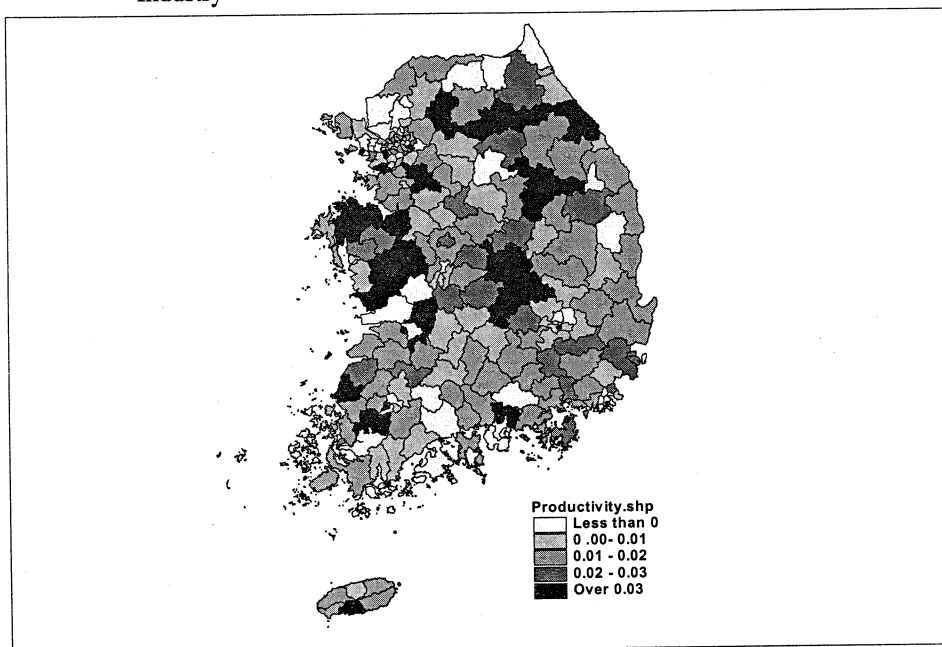 Industry
Productivity.shp
Less than 0
0 .00- 0.01
0.01 - 0.02
0.02 - 0.03
Over 0.03